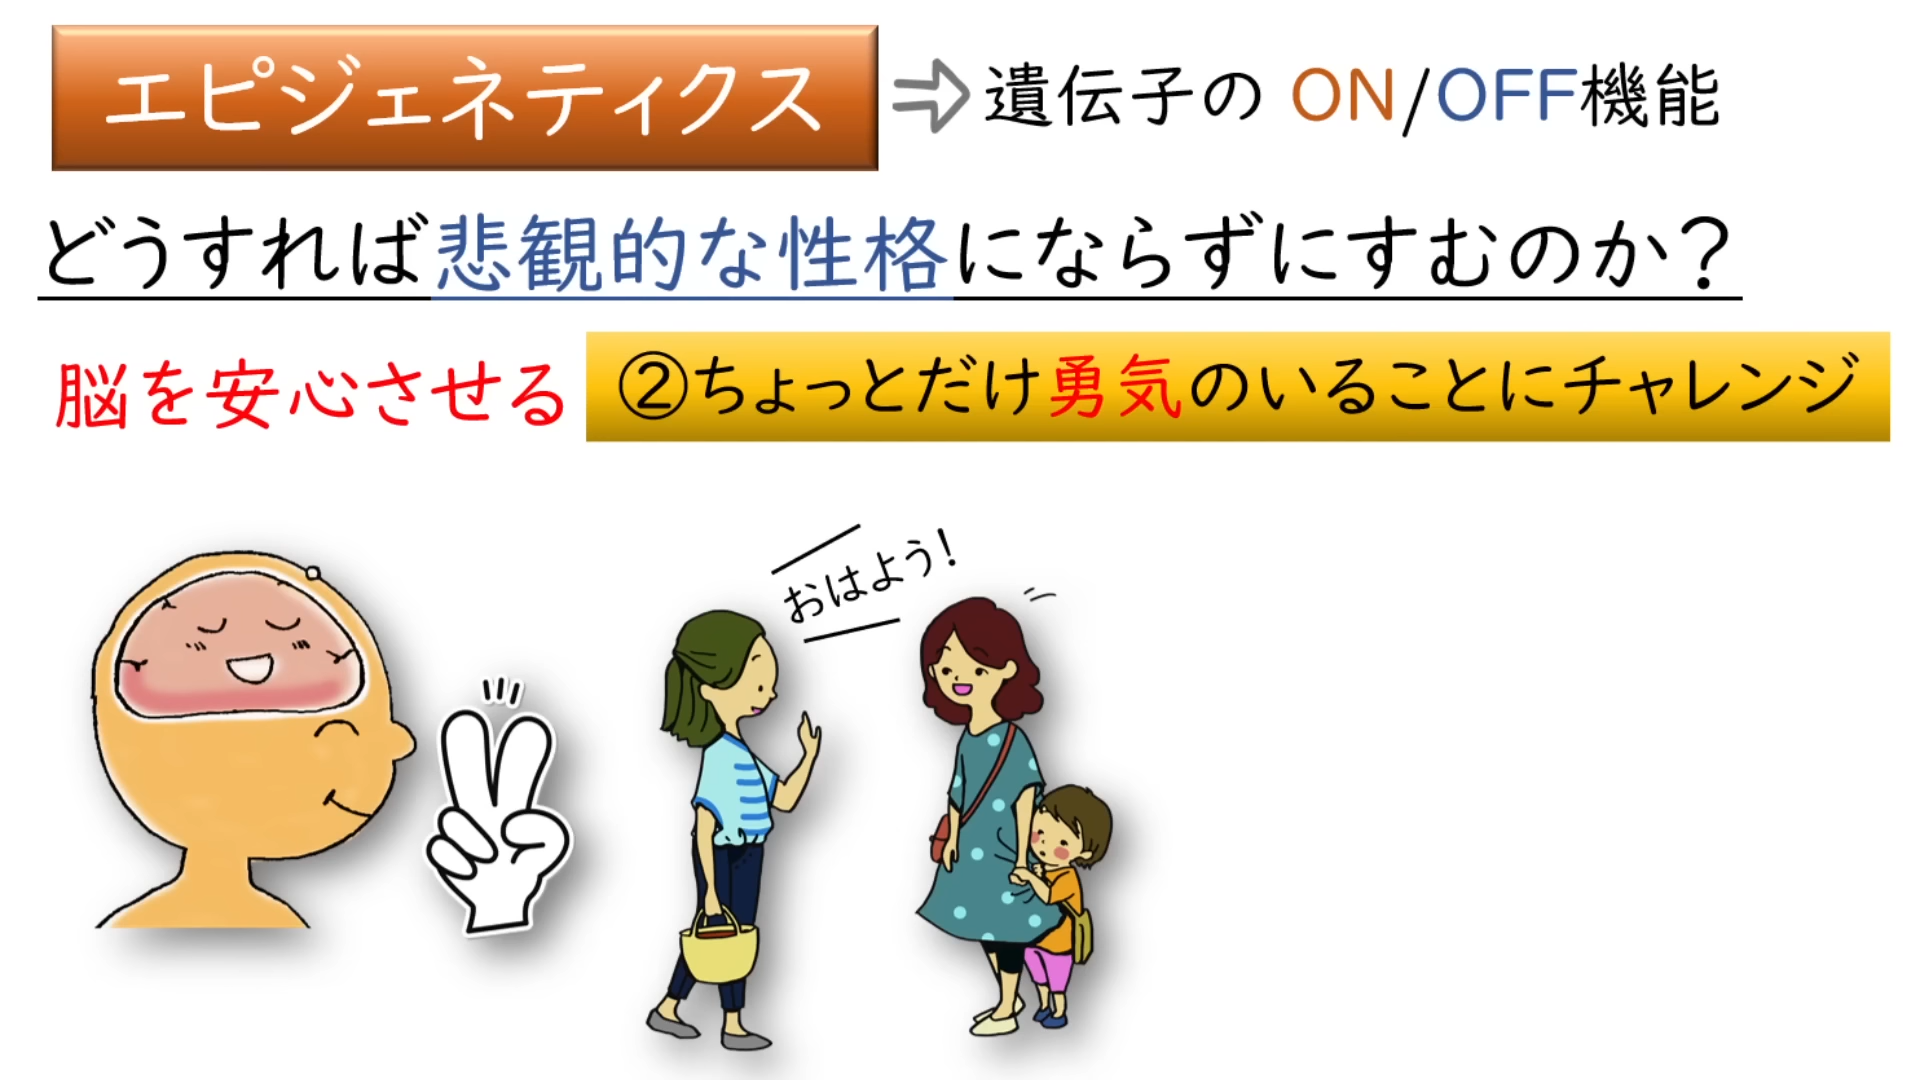 エピジェネティクス ⇨ 遺伝子の ON/OFF機能
どうすれば悲観的な性格にならずにすむのか？
脳を安心させる ②ちょっとだけ勇気のいることにチャレンジ
おはよう！